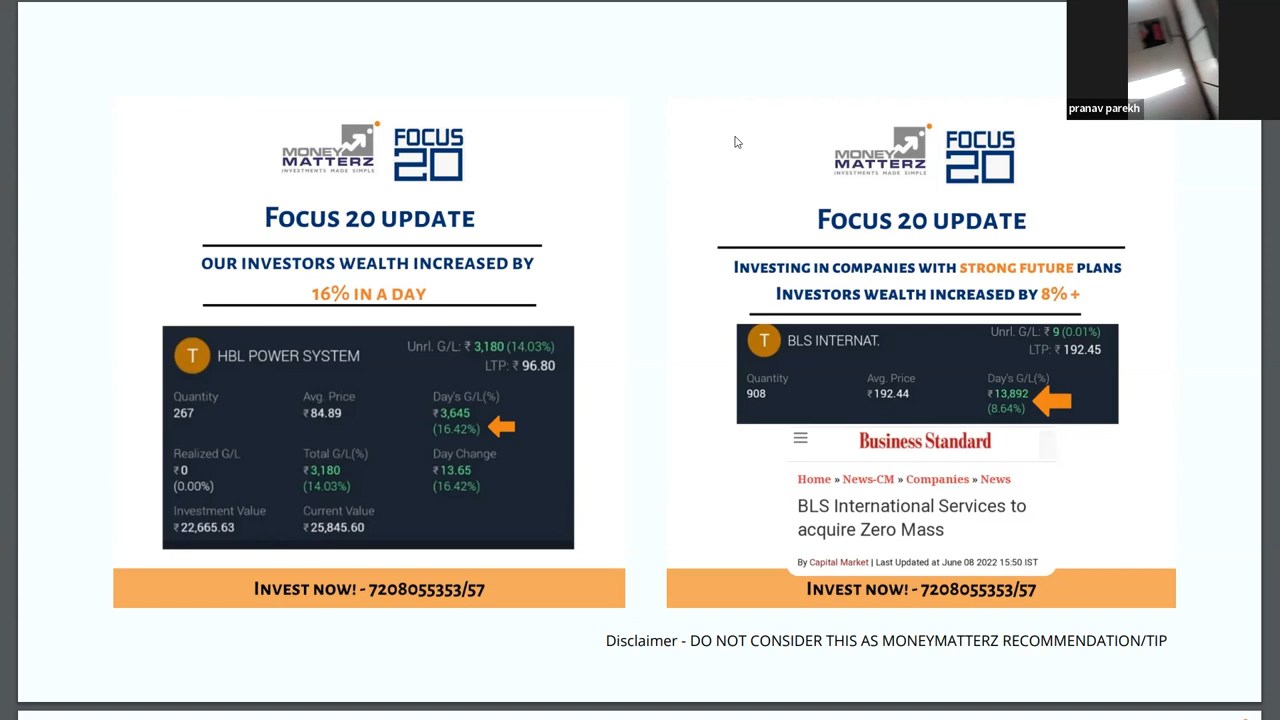 pranav parekh
MONEY
MATTERZ
INVESTMENTS MADE SIMPLE
FOCUS
20
FOCUS 20 UPDATE
OUR INVESTORS WEALTH INCREASED BY
16% IN A DAY
T
HBL POWER SYSTEM
Unrl. G/L: ₹ 3,180 (14.03%)
LTP: ₹ 96.80
Quantity
267
Avg. Price
₹84.89
Day's G/L(%)
₹3,645
(16.42%)
Realized G/L
₹0
(0.00%)
Total G/L(%)
₹3,180
(14.03%)
Day Change
₹13.65
(16.42%)
Investment Value
₹22,665.63
Current Value
₹25,845.60
INVEST NOW! - 7208055353/57
MONEY
MATTERZ
INVESTMENTS MADE SIMPLE
FOCUS
20
FOCUS 20 UPDATE
INVESTING IN COMPANIES WITH STRONG FUTURE PLANS
INVESTORS WEALTH INCREASED BY 8% +
T
BLS INTERNAT.
Unrl. G/L: ₹ 9 (0.01%)
LTP: ₹ 192.45
Quantity
908
Avg. Price
₹192.44
Day's G/L(%)
₹13,892
(8.64%)
Business Standard
Home » News-CM » Companies » News
BLS International Services to
acquire Zero Mass
By Capital Market | Last Updated at June 08 2022 15:50 IST
INVEST NOW! - 7208055353/57
Disclaimer - DO NOT CONSIDER THIS AS MONEYMATTERZ RECOMMENDATION/TIP